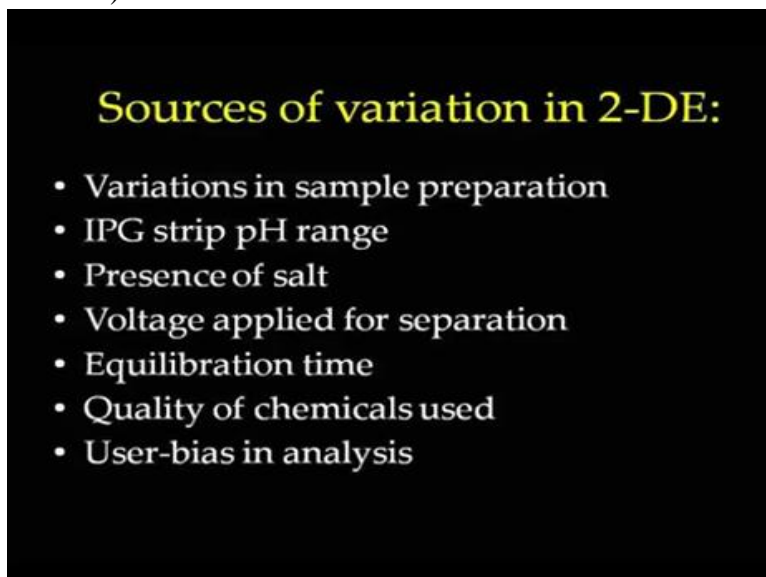 Sources of variation in 2-DE:
• Variations in sample preparation
• IPG strip pH range
• Presence of salt
• Voltage applied for separation
• Equilibration time
• Quality of chemicals used
• User-bias in analysis